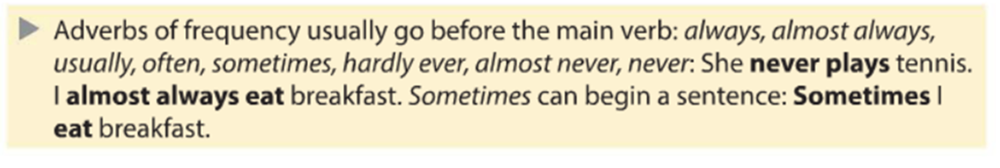 Adverbs of frequency usually go before the main verb: always, almost always,
usually, often, sometimes, hardly ever, almost never, never: She never plays tennis.
I almost always eat breakfast. Sometimes can begin a sentence: Sometimes I
eat breakfast.